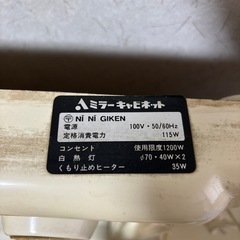 ミラーキャビネット
〒 Ni Ni GIKEN
電源 100V・50/60Hz
定格消費電力 115W
コンセント 使用限度1200W
白熱灯 φ70・40W×2
くもり止めヒーター 35W